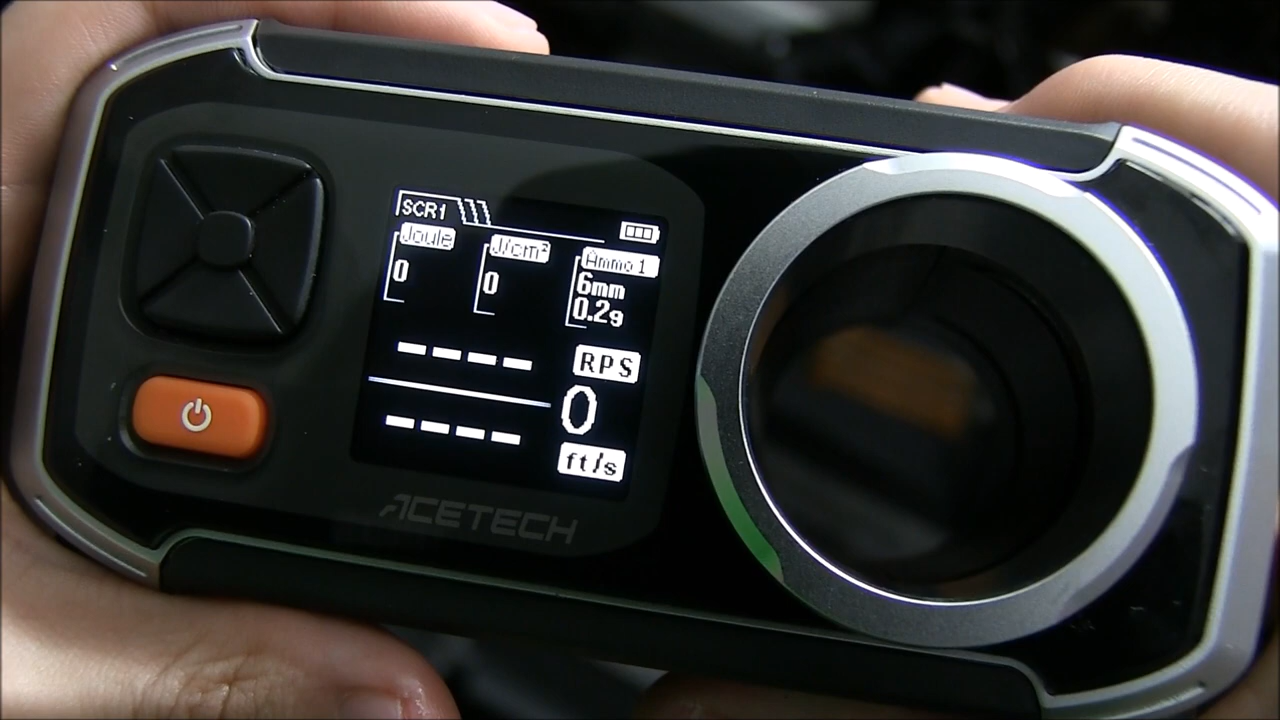 SCR1
Joule J/cm² Ammo 1
0 0 6mm
0.2g
---- RPS
0
---- ft/s
ACETECH